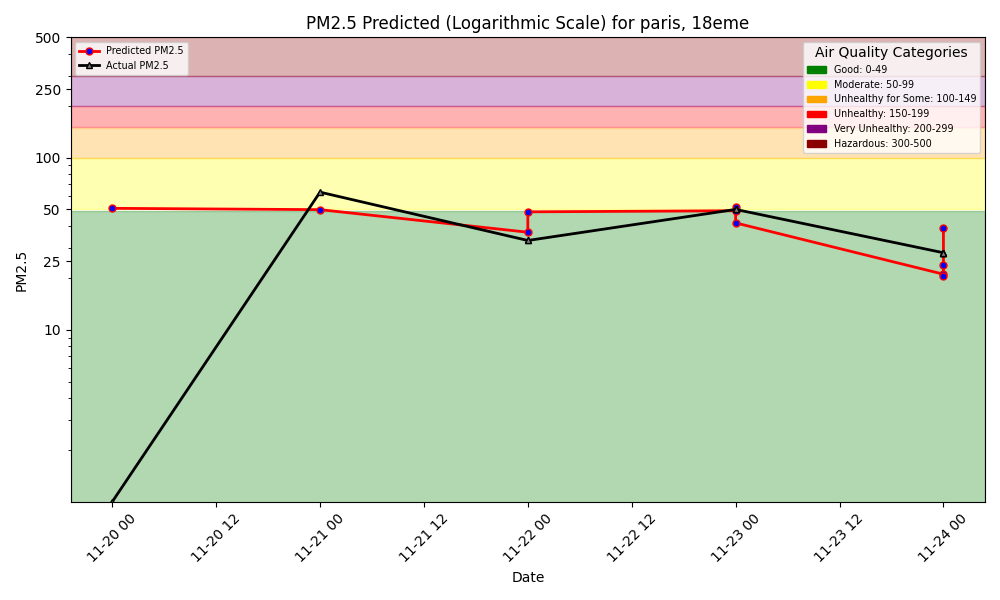 PM2.5 Predicted (Logarithmic Scale) for paris, 18eme
Predicted PM2.5
Actual PM2.5
Air Quality Categories
Good: 0-49
Moderate: 50-99
Unhealthy for Some: 100-149
Unhealthy: 150-199
Very Unhealthy: 200-299
Hazardous: 300-500
500
250
100
50
25
10
PM2.5
11-20 00
11-20 12
11-21 00
11-21 12
11-22 00
11-22 12
11-23 00
11-23 12
11-24 00
Date